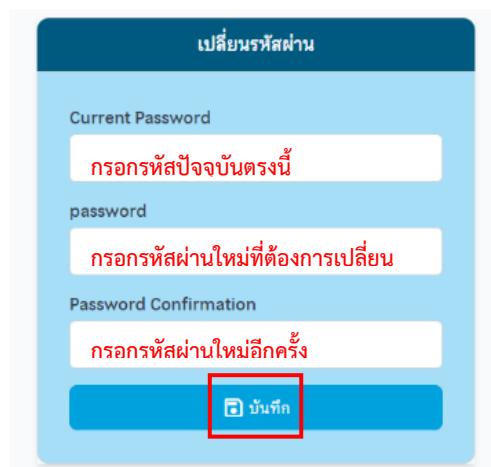 เปลี่ยนรหัสผ่าน
Current Password
กรอกรหัสปัจจบันตรงนี้
password
กรอกรหัสผ่านใหม่ที่ต้องการเปลี่ยน
Password Confirmation
กรอกรหัสผ่านใหม่อีกครั้ง
บันทึก